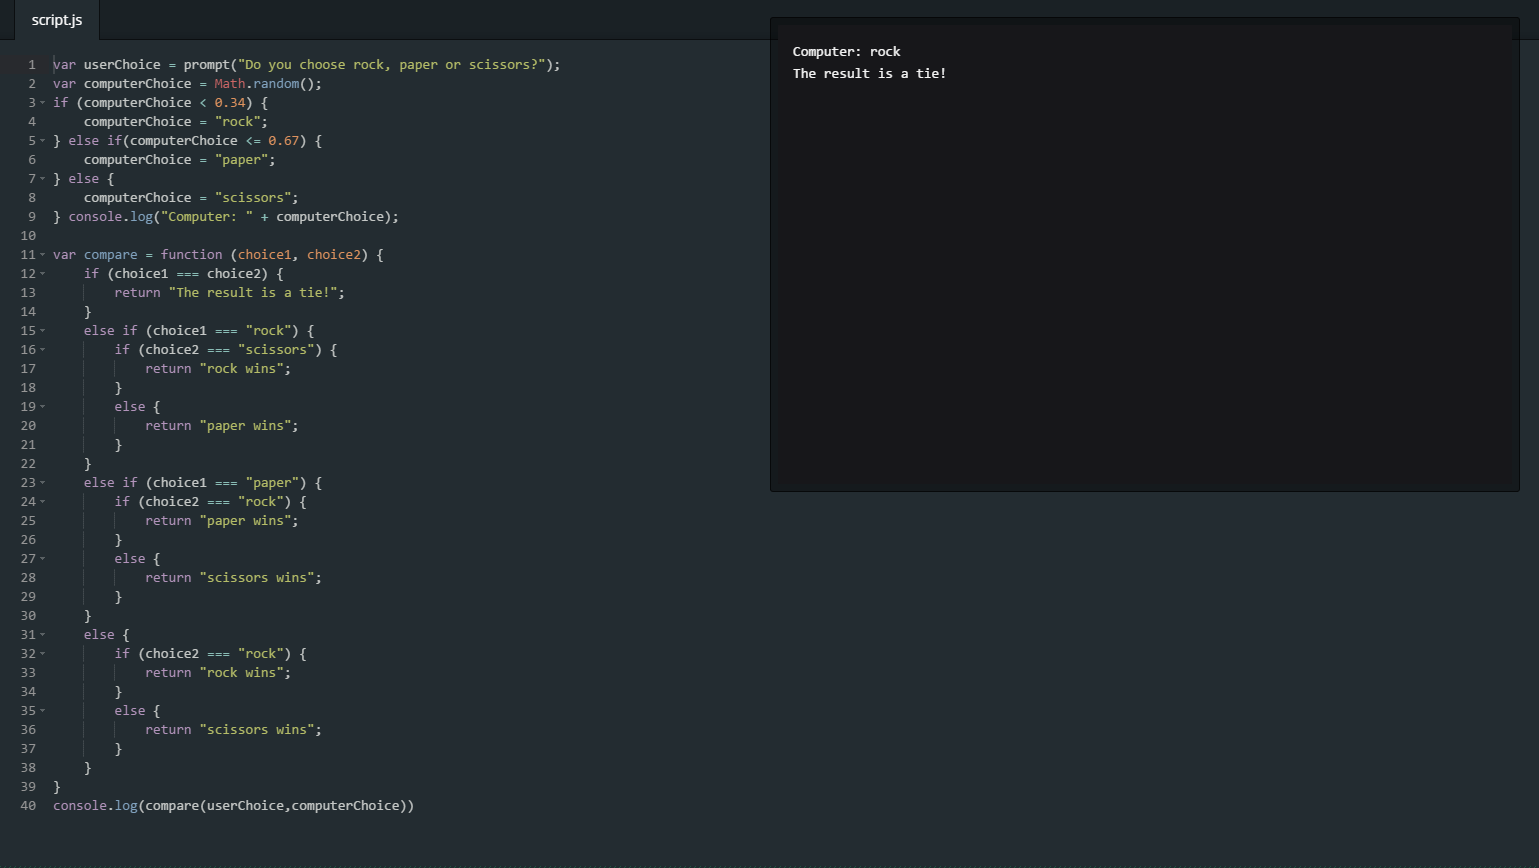 script.js
1 var userChoice = prompt("Do you choose rock, paper or scissors?");
2 var computerChoice = Math.random();
3 if (computerChoice < 0.34) {
4     computerChoice = "rock";
5 } else if(computerChoice <= 0.67) {
6     computerChoice = "paper";
7 } else {
8     computerChoice = "scissors";
9 } console.log("Computer: " + computerChoice);
10
11 var compare = function (choice1, choice2) {
12     if (choice1 === choice2) {
13         return "The result is a tie!";
14     }
15     else if (choice1 === "rock") {
16         if (choice2 === "scissors") {
17             return "rock wins";
18         }
19         else {
20             return "paper wins";
21         }
22     }
23     else if (choice1 === "paper") {
24         if (choice2 === "rock") {
25             return "paper wins";
26         }
27         else {
28             return "scissors wins";
29         }
30     }
31     else {
32         if (choice2 === "rock") {
33             return "rock wins";
34         }
35         else {
36             return "scissors wins";
37         }
38     }
39 }
40 console.log(compare(userChoice,computerChoice))
Computer: rock
The result is a tie!